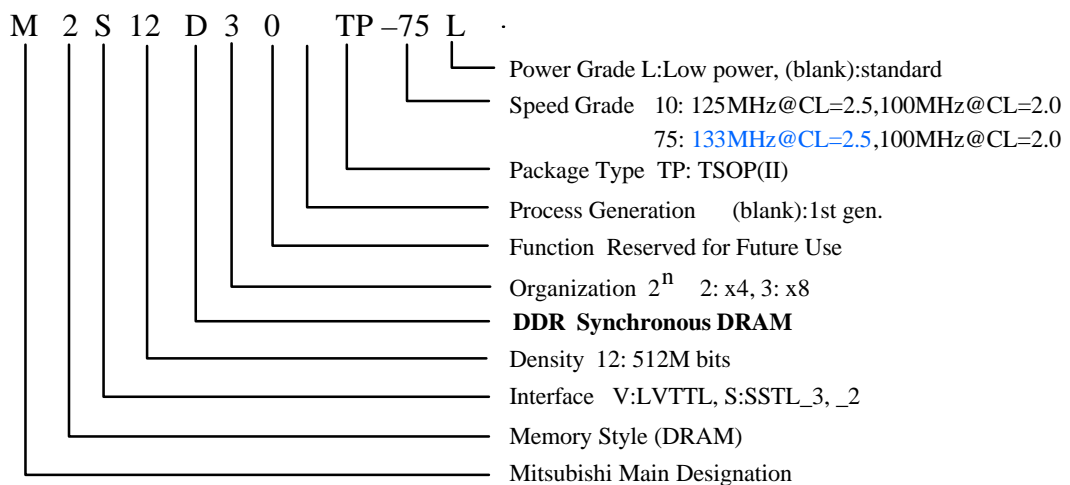 M 2 S 12 D 3 0 TP –75 L .
Power Grade L:Low power, (blank):standard
Speed Grade 10: 125MHz@CL=2.5,100MHz@CL=2.0
75: 133MHz@CL=2.5,100MHz@CL=2.0
Package Type TP: TSOP(II)
Process Generation (blank):1st gen.
Function Reserved for Future Use
Organization 2n 2: x4, 3: x8
DDR Synchronous DRAM
Density 12: 512M bits
Interface V:LVTTL, S:SSTL_3, _2
Memory Style (DRAM)
Mitsubishi Main Designation